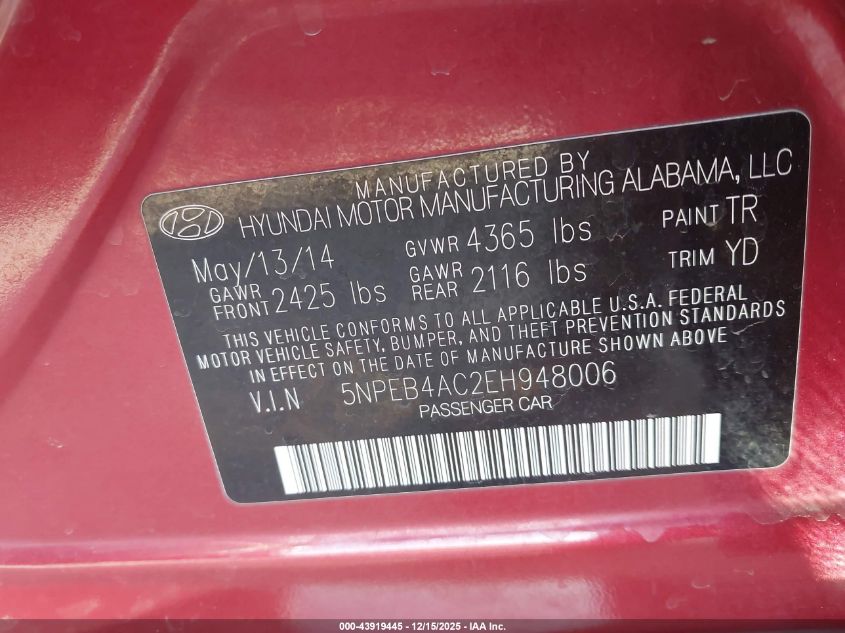 MANUFACTURED BY
HYUNDAI MOTOR MANUFACTURING ALABAMA, LLC
May/13/14 GVWR 4365 lbs PAINT TR
GAWR FRONT 2425 lbs GAWR REAR 2116 lbs TRIM YD
THIS VEHICLE CONFORMS TO ALL APPLICABLE U.S.A. FEDERAL
MOTOR VEHICLE SAFETY, BUMPER, AND THEFT PREVENTION STANDARDS
IN EFFECT ON THE DATE OF MANUFACTURE SHOWN ABOVE
V.I.N 5NPEB4AC2EH948006
PASSENGER CAR
000-43919445 - 12/15/2025 - IAA Inc.